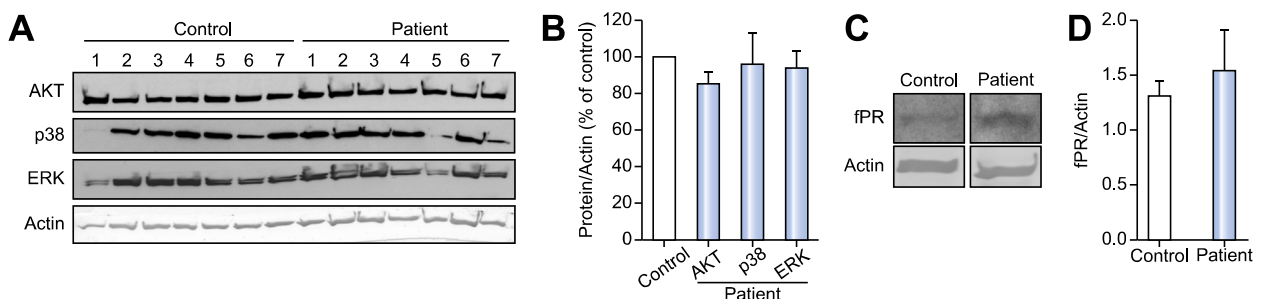 A
Control Patient
1 2 3 4 5 6 7 1 2 3 4 5 6 7
AKT
p38
ERK
Actin
B
Protein/Actin (% of control)
120
100
80
60
40
20
0
Control AKT p38 ERK
Patient
C
Control Patient
fPR
Actin
D
fPR/Actin
2.0
1.5
1.0
0.5
0.0
Control Patient